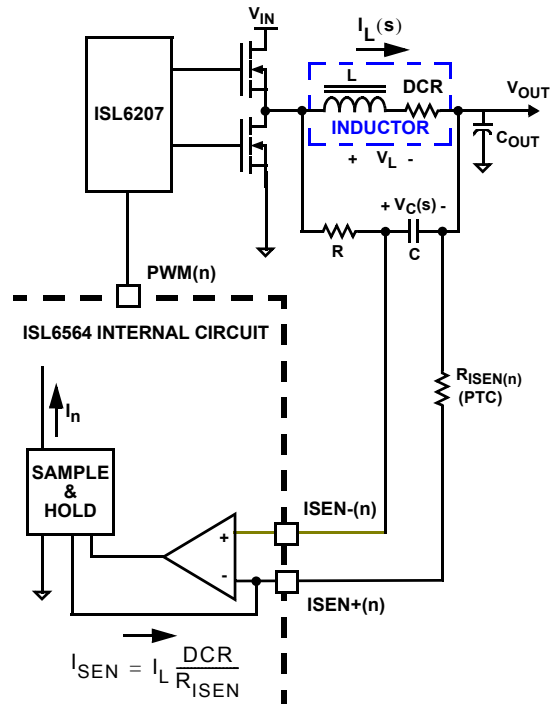 V_IN
I_L(s)
ISL6207
L
DCR
INDUCTOR
V_OUT
C_OUT
+ V_L -
+ V_C(s) -
R
C
PWM(n)
ISL6564 INTERNAL CIRCUIT
R_ISEN(n)
(PTC)
I_n
SAMPLE
&
HOLD
ISEN-(n)
+
-
ISEN+(n)
I_SEN = I_L DCR / R_ISEN